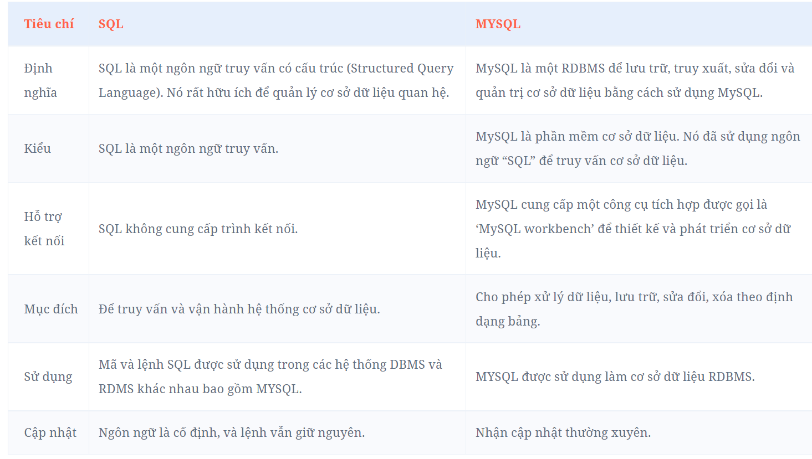 Tiêu chí SQL MYSQL
Định nghĩa
SQL là một ngôn ngữ truy vấn có cấu trúc (Structured Query
Language). Nó rất hữu ích để quản lý cơ sở dữ liệu quan hệ.
MySQL là một RDBMS để lưu trữ, truy xuất, sửa đổi và
quản trị cơ sở dữ liệu bằng cách sử dụng MySQL.
Kiểu
SQL là một ngôn ngữ truy vấn.
MySQL là phần mềm cơ sở dữ liệu. Nó đã sử dụng ngôn
ngữ “SQL” để truy vấn cơ sở dữ liệu.
Hỗ trợ
kết nối
SQL không cung cấp trình kết nối.
MySQL cung cấp một công cụ tích hợp được gọi là
‘MySQL workbench’ để thiết kế và phát triển cơ sở dữ
liệu.
Mục đích
Để truy vấn và vận hành hệ thống cơ sở dữ liệu.
Cho phép xử lý dữ liệu, lưu trữ, sửa đổi, xóa theo định
dạng bảng.
Sử dụng
Mã và lệnh SQL được sử dụng trong các hệ thống DBMS và
RDMS khác nhau bao gồm MYSQL.
MYSQL được sử dụng làm cơ sở dữ liệu RDBMS.
Cập nhật
Ngôn ngữ là cố định, và lệnh vẫn giữ nguyên.
Nhận cập nhật thường xuyên.